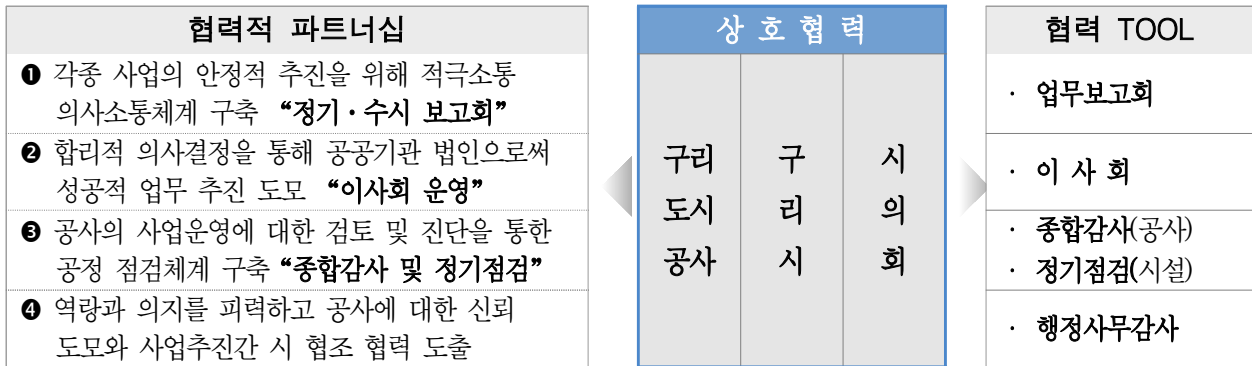 협력적 파트너십
❶ 각종 사업의 안정적 추진을 위해 적극소통
의사소통체계 구축 “정기·수시 보고회”
❷ 합리적 의사결정을 통해 공공기관 법인으로써
성공적 업무 추진 도모 “이사회 운영”
❸ 공사의 사업운영에 대한 검토 및 진단을 통한
공정 점검체계 구축 “종합감사 및 정기점검”
❹ 역량과 의지를 피력하고 공사에 대한 신뢰
도모와 사업추진간 시 협조 협력 도출
상 호 협 력
구리
도시
공사
구
리
시
시
의
회
협력 TOOL
· 업무보고회
· 이 사 회
· 종합감사(공사)
· 정기점검(시설)
· 행정사무감사